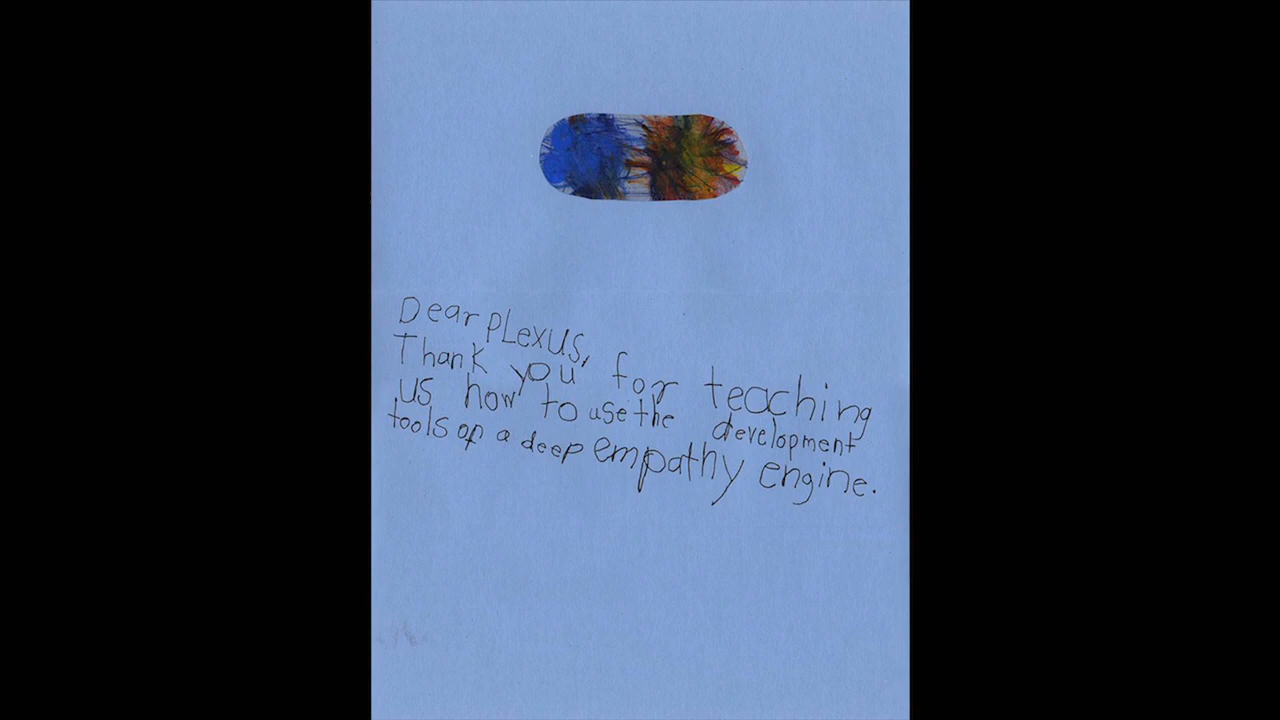 Dear pLexus,
Thank you for teaching
us how to use the development
tools of a deep empathy engine.